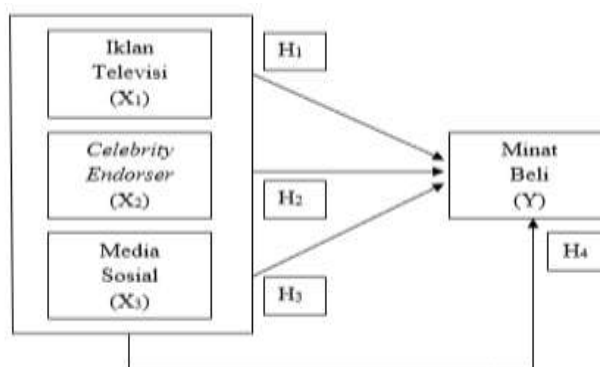 Iklan
Televisi
(X1)
H1
Celebrity
Endorser
(X2)
H2
Media
Sosial
(X3)
H3
Minat
Beli
(Y)
H4